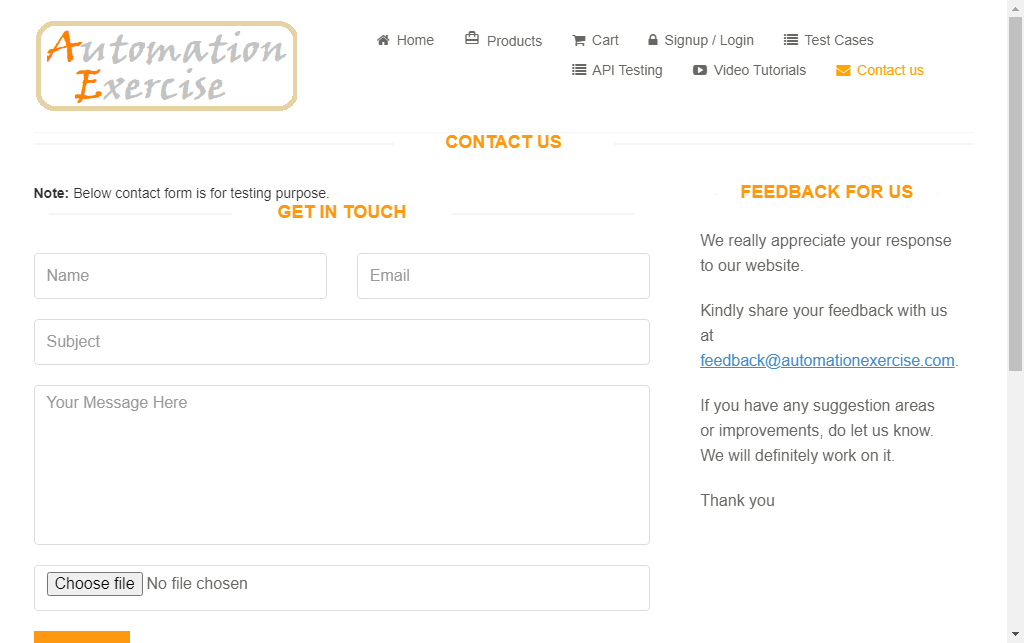 Automation
Exercise
Home
Products
Cart
Signup / Login
Test Cases
API Testing
Video Tutorials
Contact us
CONTACT US
Note: Below contact form is for testing purpose.
GET IN TOUCH
Name
Email
Subject
Your Message Here
Choose file No file chosen
FEEDBACK FOR US
We really appreciate your response
to our website.
Kindly share your feedback with us
at
feedback@automationexercise.com.
If you have any suggestion areas
or improvements, do let us know.
We will definitely work on it.
Thank you